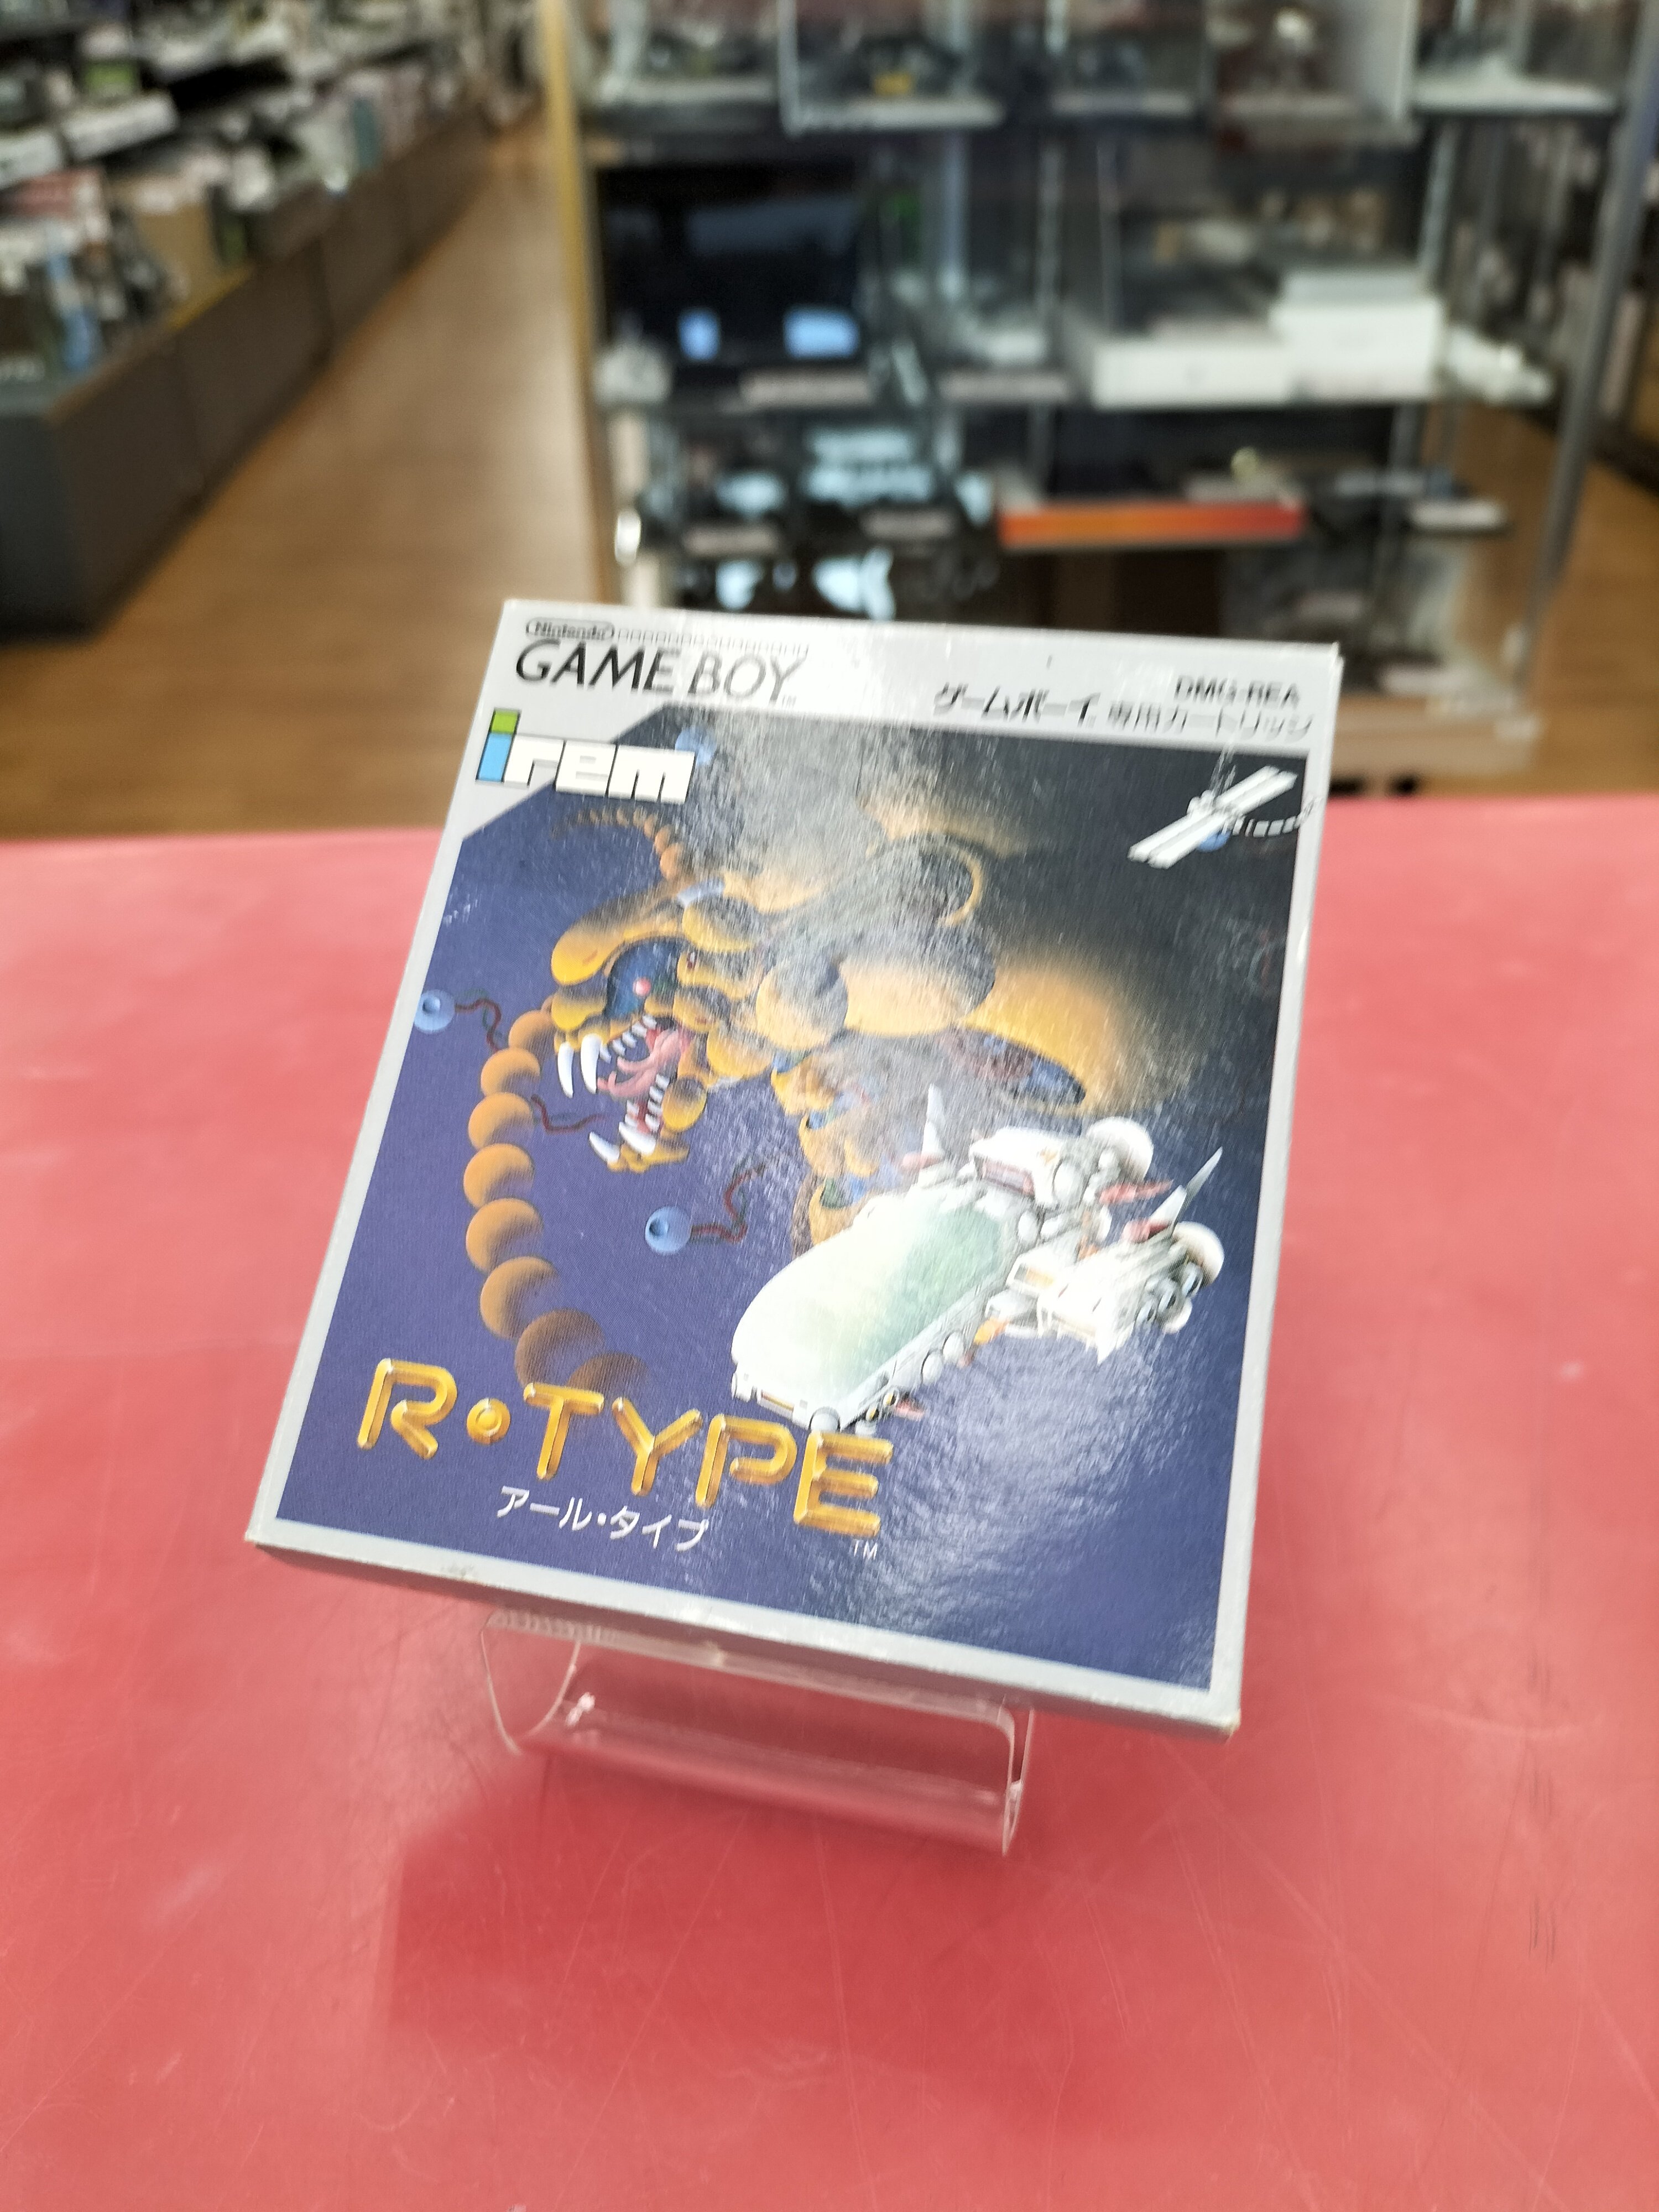 Nintendo
GAME BOY™
DMG-REA
ゲームボーイ専用カートリッジ
irem
R·TYPE
アール・タイプ
TM